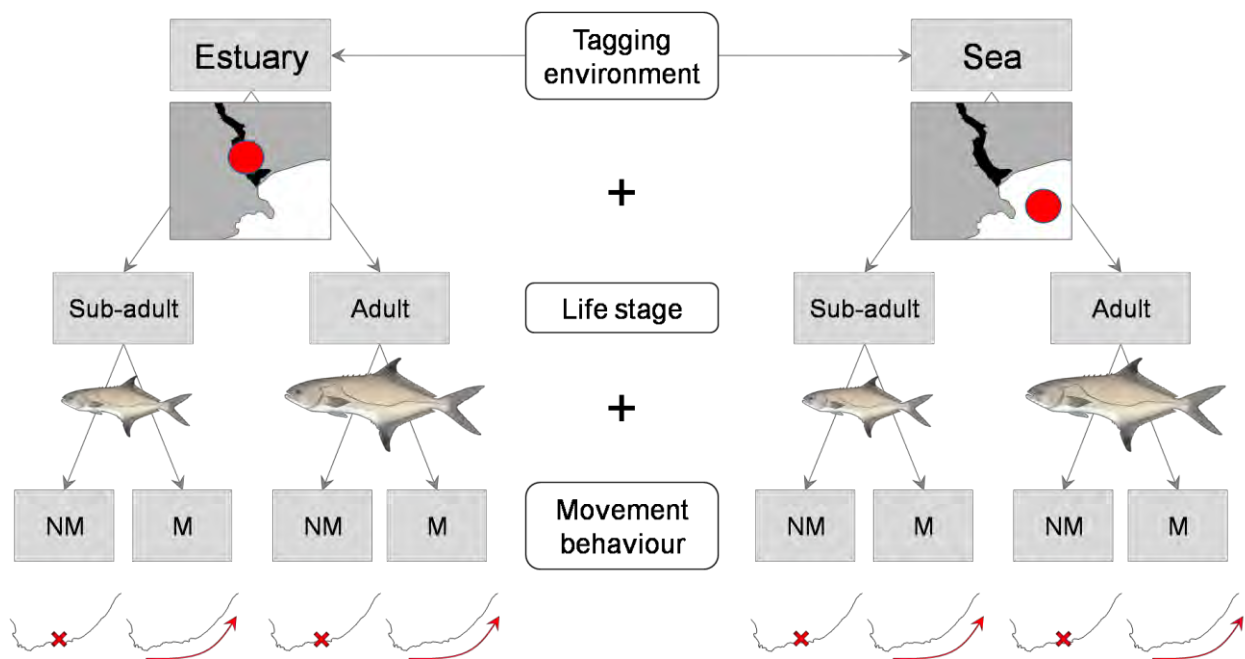 Estuary
Tagging
environment
Sea
+
Sub-adult
Adult
Life stage
Sub-adult
Adult
+
NM
M
NM
M
Movement
behaviour
NM
M
NM
M